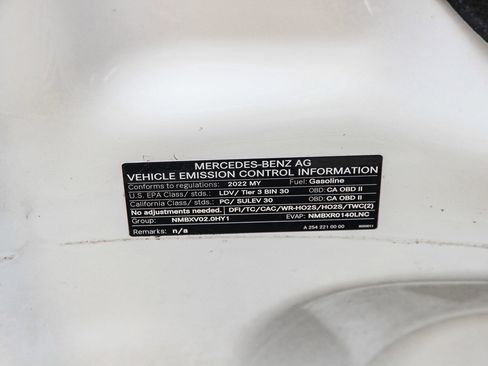 MERCEDES-BENZ AG
VEHICLE EMISSION CONTROL INFORMATION
Conforms to regulations: 2022 MY Fuel: Gasoline
U.S. EPA Class/ stds.: LDV/ Tier 3 BIN 30 OBD: CA OBD II
California Class/ stds.: PC/ SULEV 30 OBD: CA OBD II
No adjustments needed. DFI/TC/CAC/WR-HO2S/HO2S/TWC(2)
Group: NMBXV02.0HY1 EVAP: NMBXR0140LNC
Remarks: n/a A 254 221 00 00